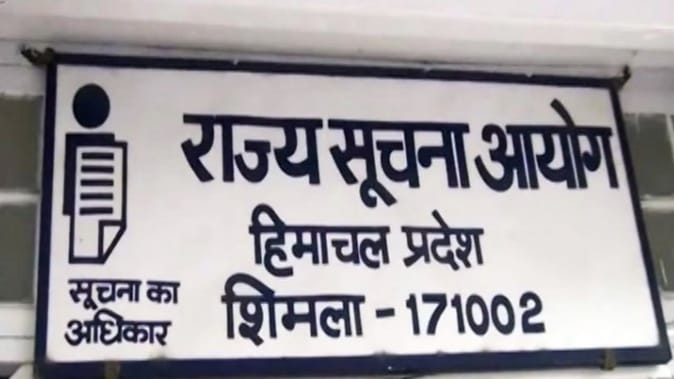 राज्य सूचना आयोग
हिमाचल प्रदेश
शिमला - 171002
सूचना का
अधिकार